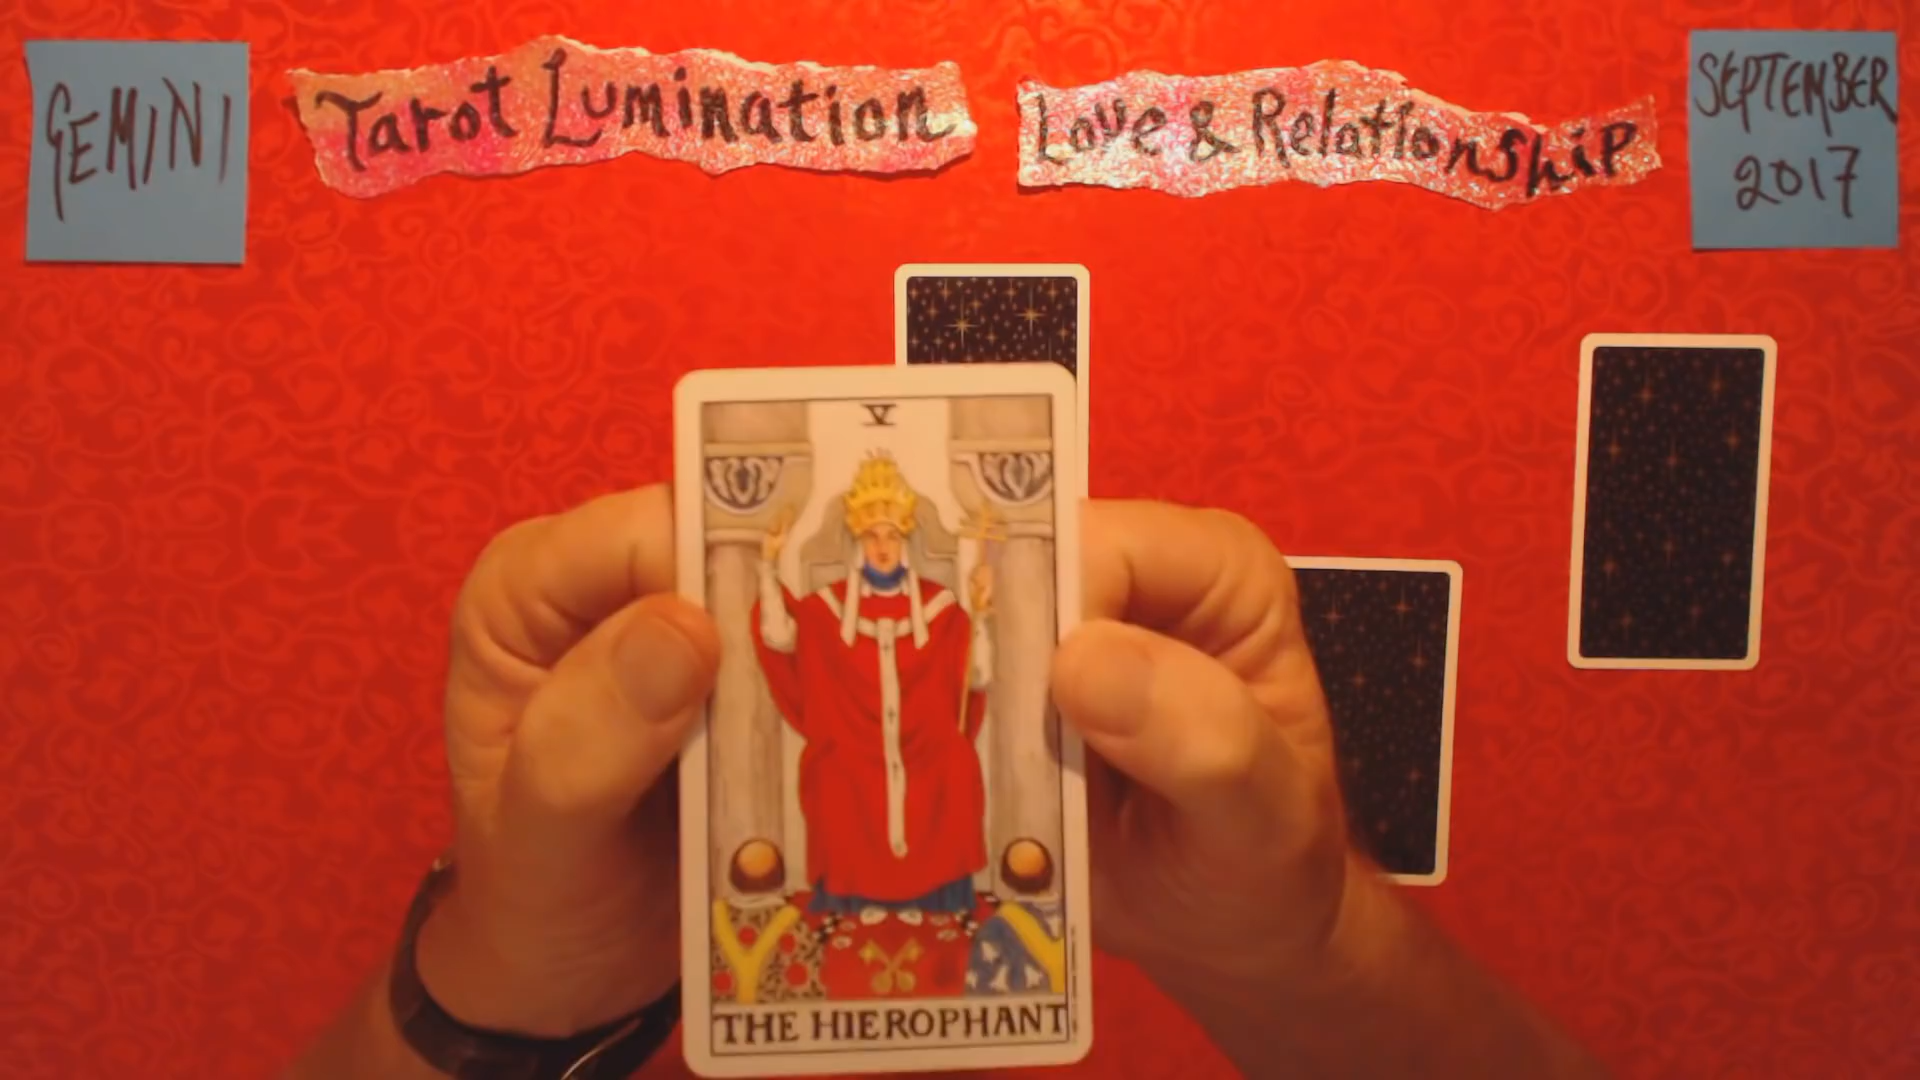 GEMINI
Tarot Lumination
Love & Relationship
SEPTEMBER
2017
V
THE HIEROPHANT